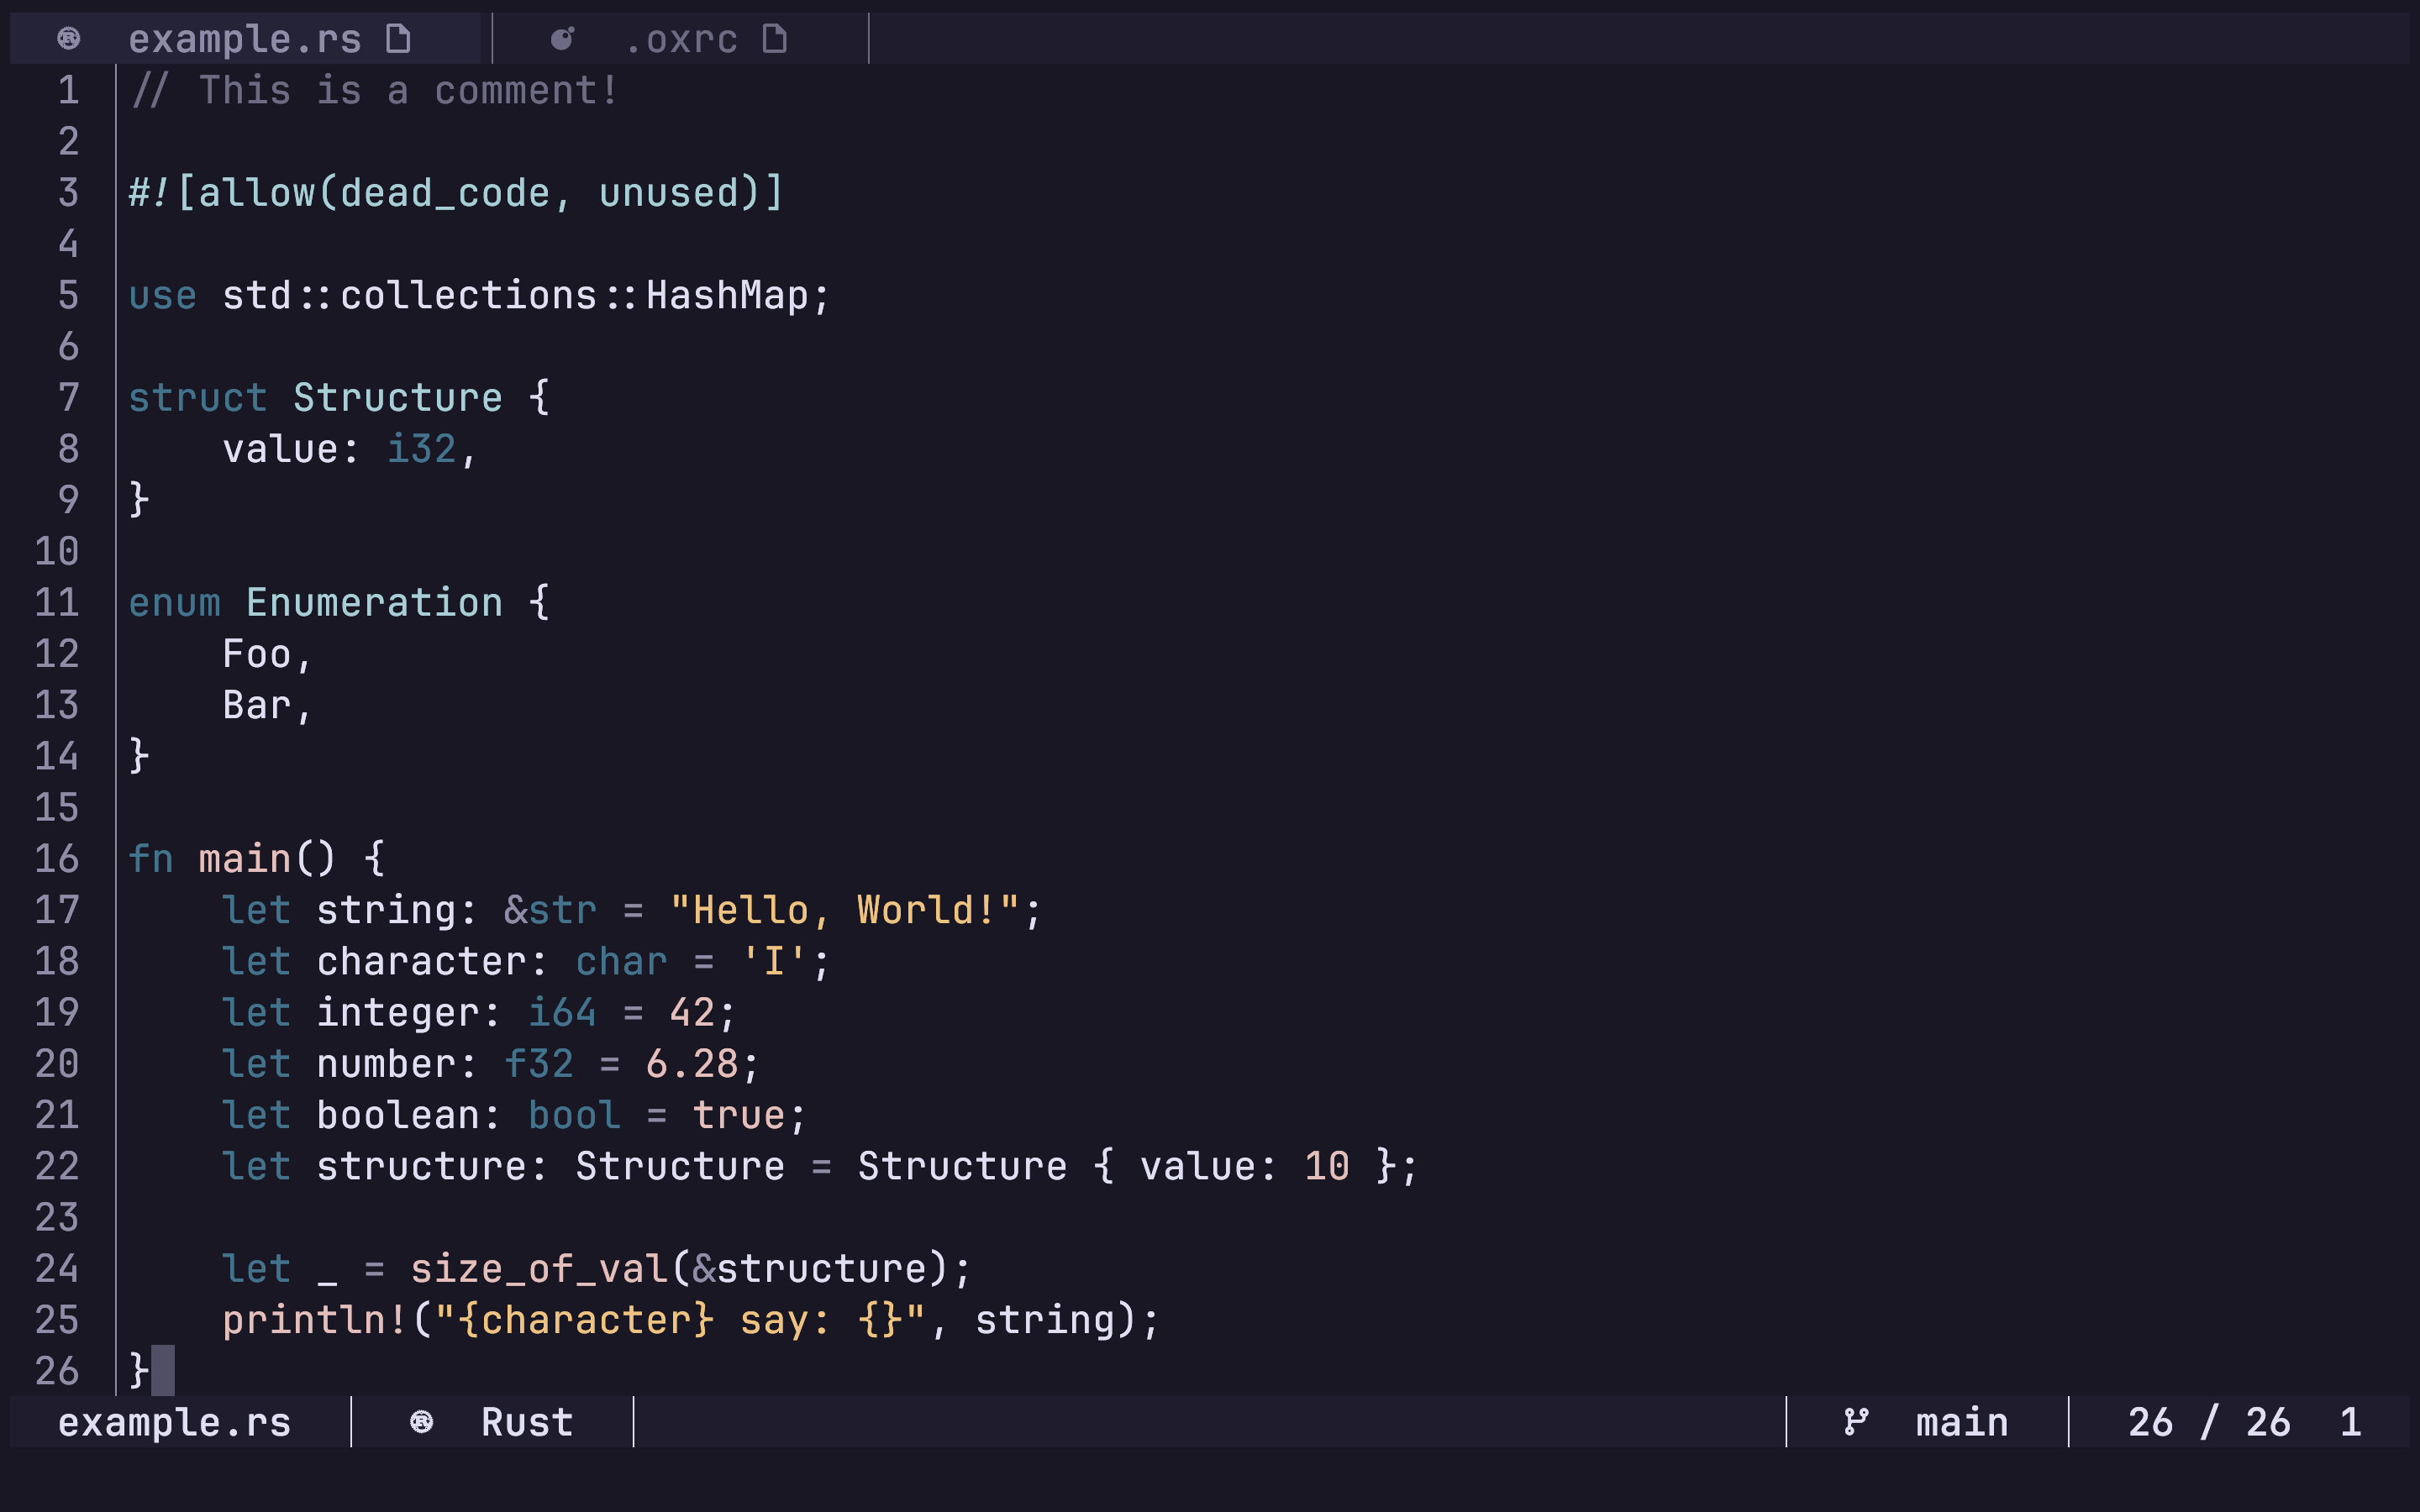 example.rs .oxrc
1 // This is a comment!
2
3 #![allow(dead_code, unused)]
4
5 use std::collections::HashMap;
6
7 struct Structure {
8     value: i32,
9 }
10
11 enum Enumeration {
12     Foo,
13     Bar,
14 }
15
16 fn main() {
17     let string: &str = "Hello, World!";
18     let character: char = 'I';
19     let integer: i64 = 42;
20     let number: f32 = 6.28;
21     let boolean: bool = true;
22     let structure: Structure = Structure { value: 10 };
23
24     let _ = size_of_val(&structure);
25     println!("{character} say: {}", string);
26 }
example.rs Rust main 26 / 26 1